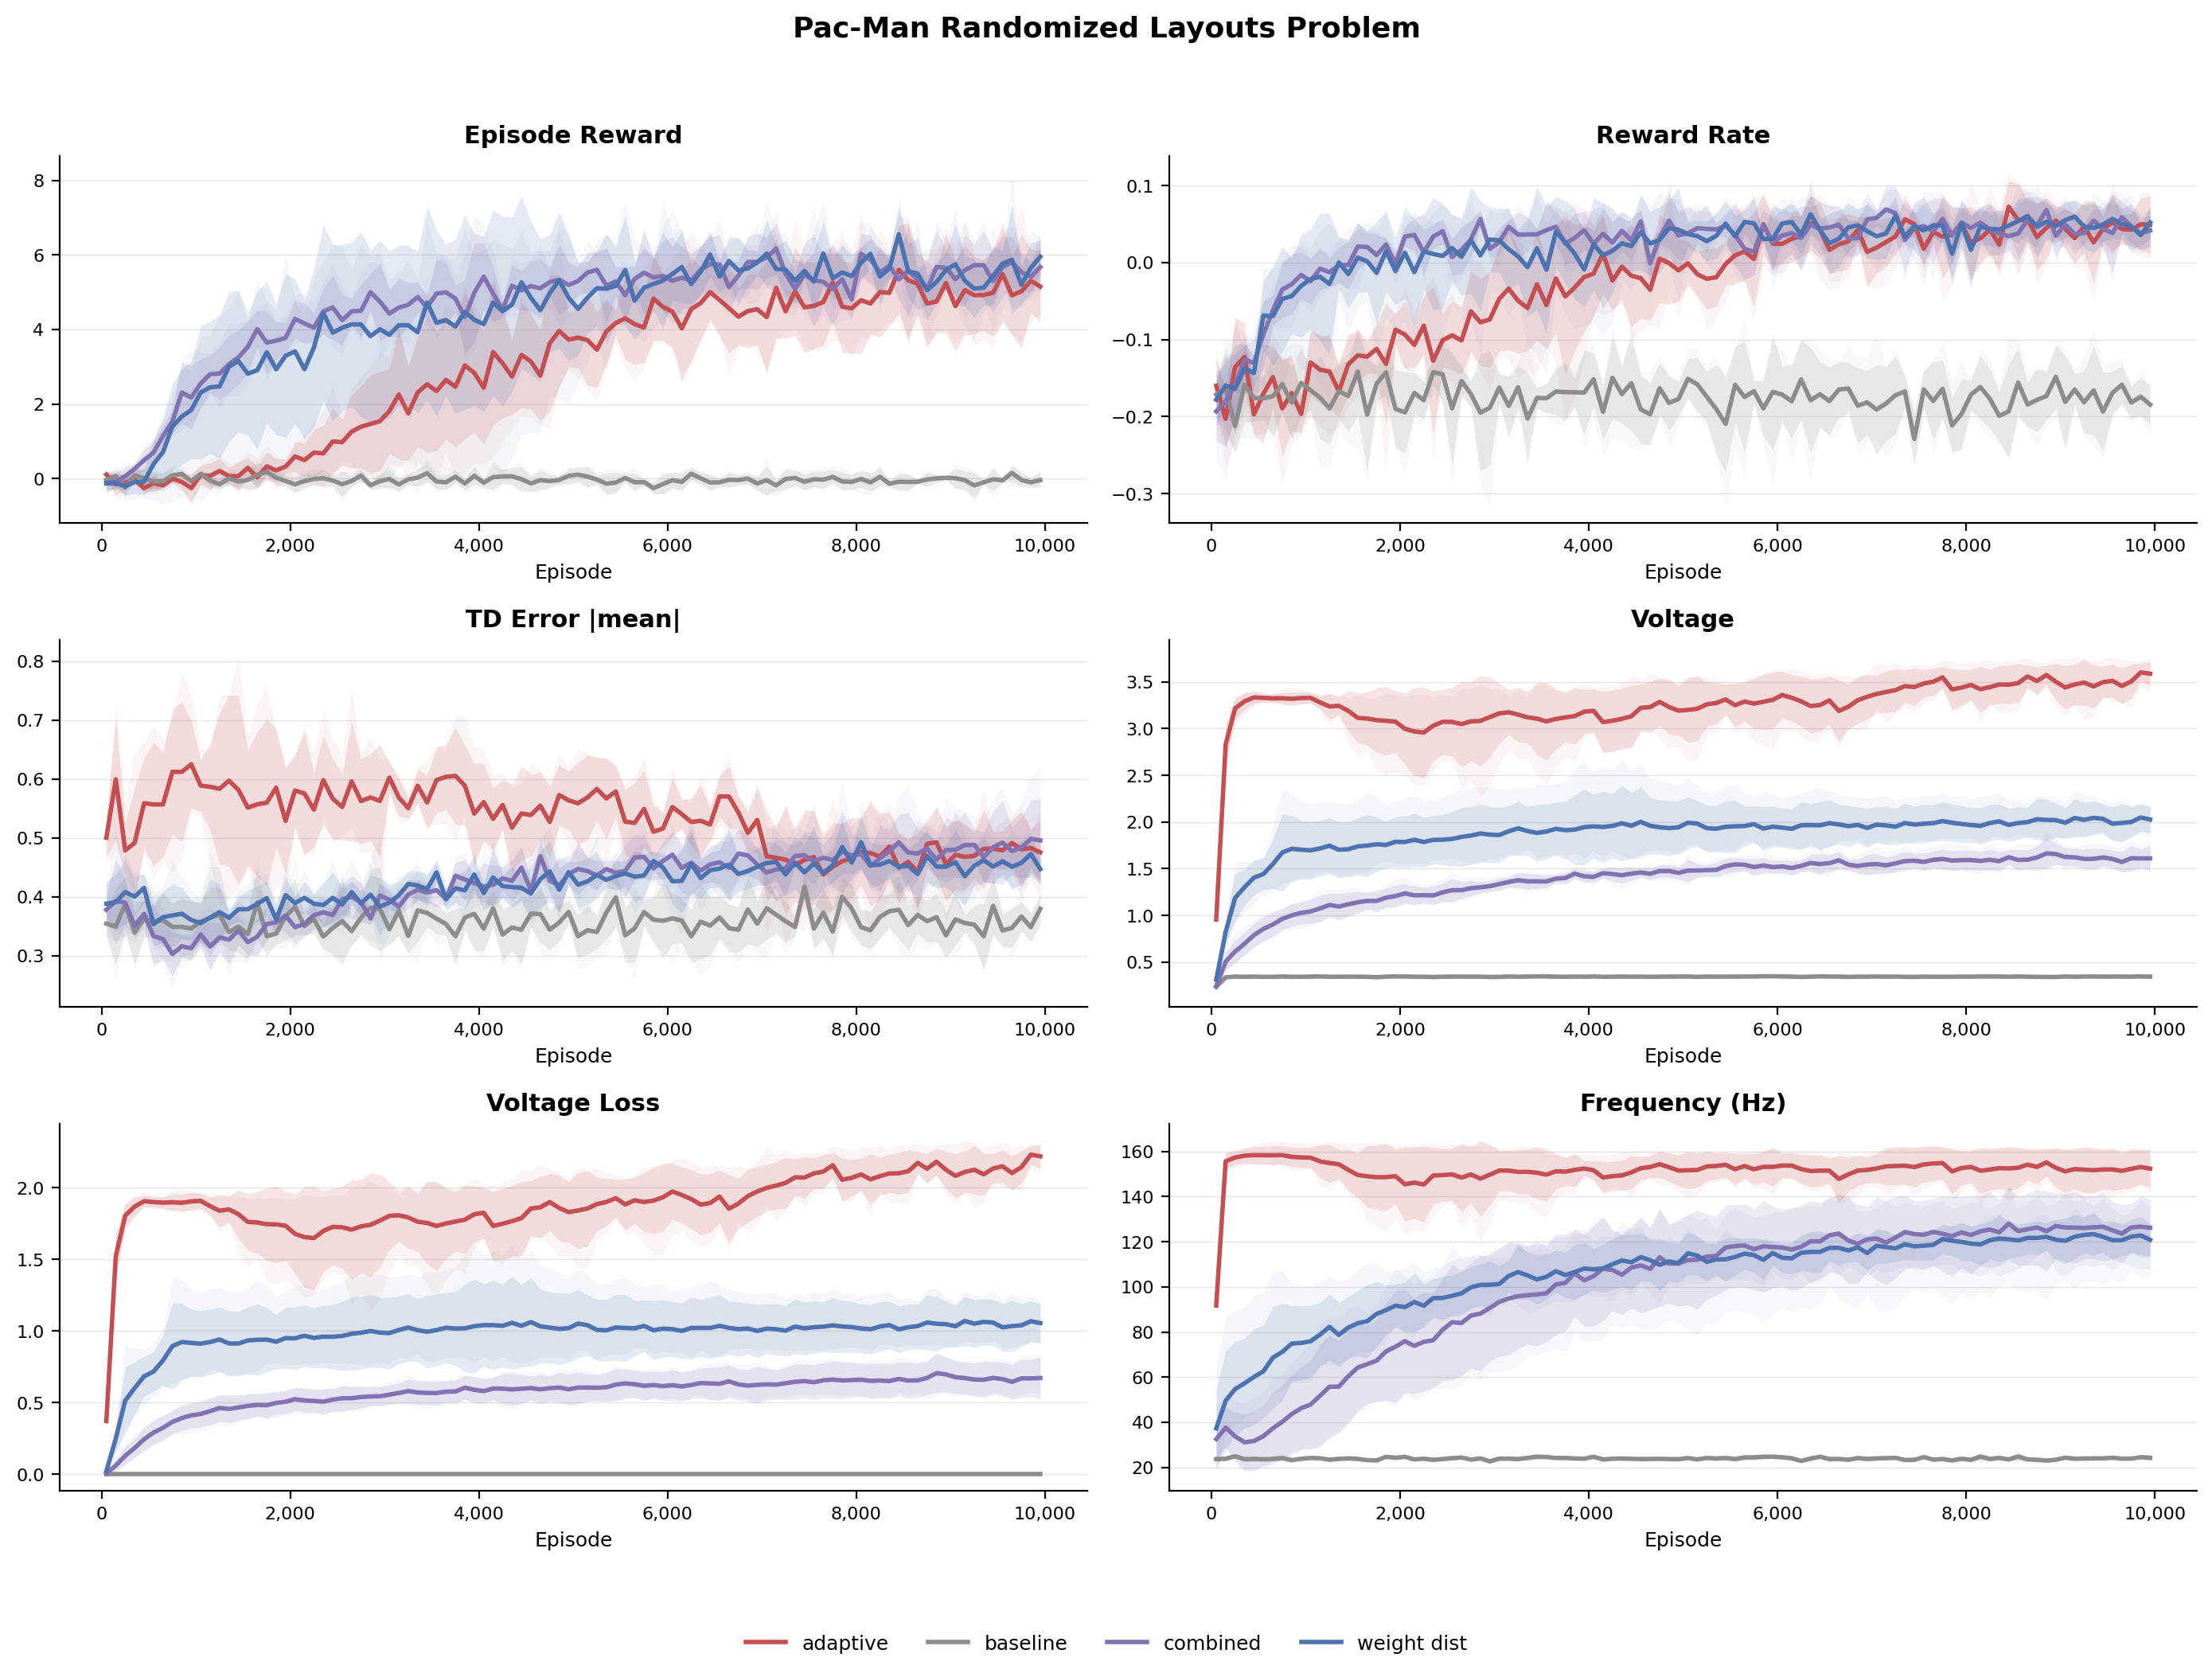 Pac-Man Randomized Layouts Problem
Episode Reward
8
6
4
2
0
0 2,000 4,000 6,000 8,000 10,000
Episode
Reward Rate
0.1
0.0
−0.1
−0.2
−0.3
0 2,000 4,000 6,000 8,000 10,000
Episode
TD Error |mean|
0.8
0.7
0.6
0.5
0.4
0.3
0 2,000 4,000 6,000 8,000 10,000
Episode
Voltage
3.5
3.0
2.5
2.0
1.5
1.0
0.5
0 2,000 4,000 6,000 8,000 10,000
Episode
Voltage Loss
2.0
1.5
1.0
0.5
0.0
0 2,000 4,000 6,000 8,000 10,000
Episode
Frequency (Hz)
160
140
120
100
80
60
40
20
0 2,000 4,000 6,000 8,000 10,000
Episode
adaptive baseline combined weight dist